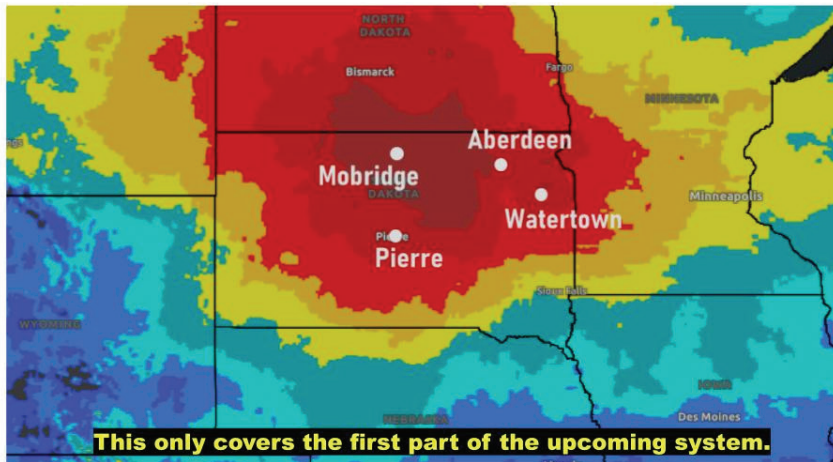 NORTH
DAKOTA
Bismarck
Fargo
MINNESOTA
Aberdeen
Mobridge
DAKOTA
Minneapolis
Watertown
Pierre
Pierre
Sioux Falls
WYOMING
IOWA
NEBRASKA
Des Moines
This only covers the first part of the upcoming system.